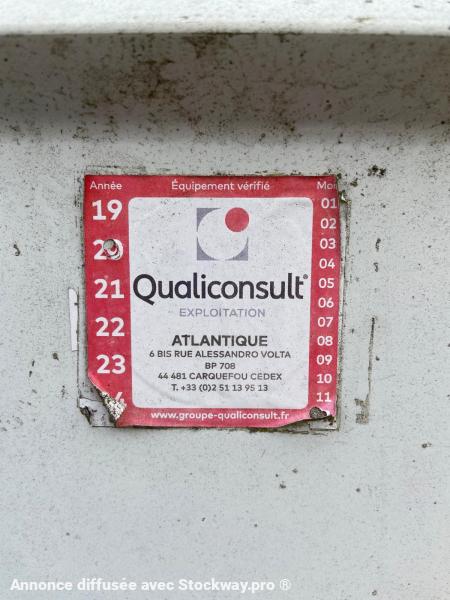 Année Équipement vérifié
19
20
21
22
23
01
02
03
04
05
06
07
08
09
10
11
Qualiconsult®
EXPLOITATION
ATLANTIQUE
6 BIS RUE ALESSANDRO VOLTA
BP 708
44 481 CARQUEFOU CEDEX
T. +33 (0)2 51 13 95 13
www.groupe-qualiconsult.fr
Annonce diffusée avec Stockway.pro ®